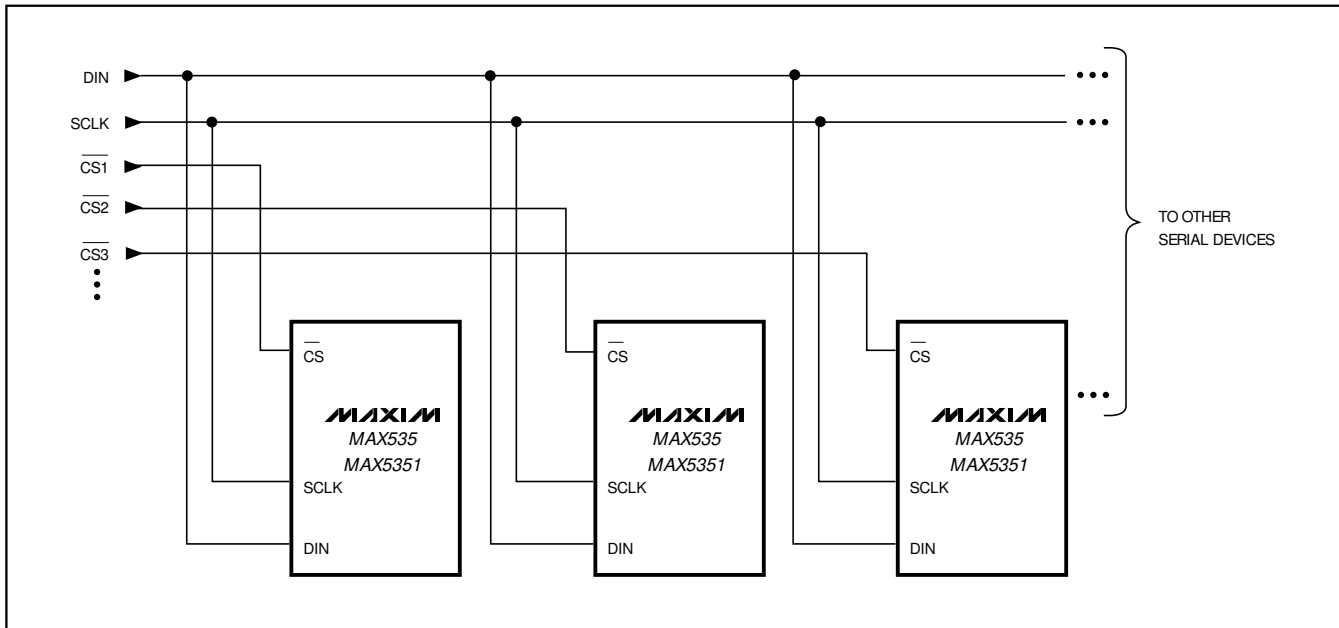 DIN
SCLK
CS1
CS2
CS3
TO OTHER
SERIAL DEVICES
CS
MAXIM
MAX535
MAX5351
SCLK
DIN
CS
MAXIM
MAX535
MAX5351
SCLK
DIN
CS
MAXIM
MAX535
MAX5351
SCLK
DIN